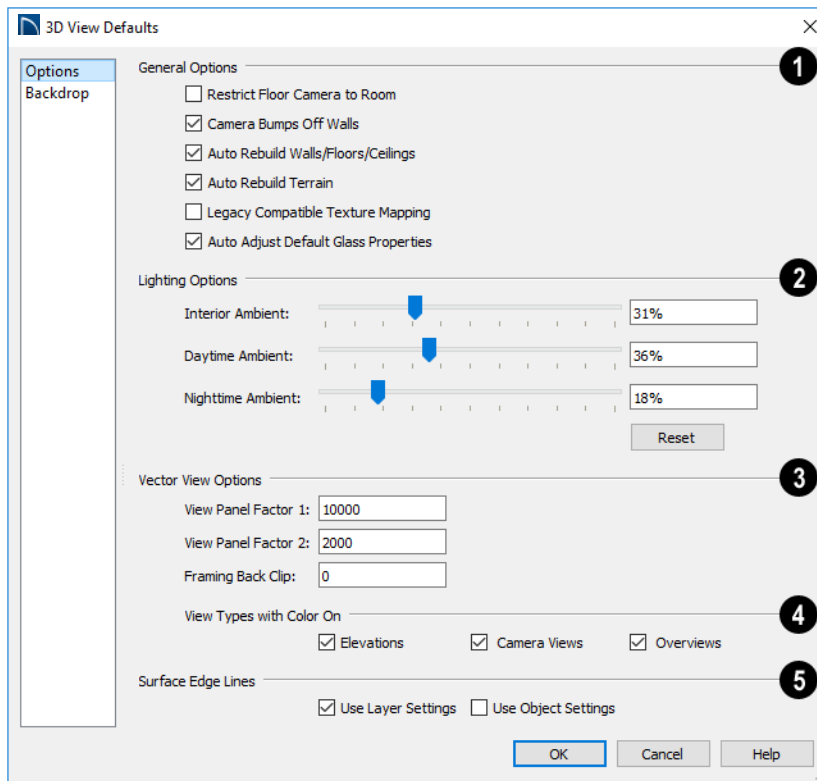 3D View Defaults
Options
Backdrop
General Options
1
Restrict Floor Camera to Room
Camera Bumps Off Walls
Auto Rebuild Walls/Floors/Ceilings
Auto Rebuild Terrain
Legacy Compatible Texture Mapping
Auto Adjust Default Glass Properties
Lighting Options
2
Interior Ambient: 31%
Daytime Ambient: 36%
Nighttime Ambient: 18%
Reset
Vector View Options
3
View Panel Factor 1: 10000
View Panel Factor 2: 2000
Framing Back Clip: 0
View Types with Color On
4
Elevations Camera Views Overviews
Surface Edge Lines
5
Use Layer Settings Use Object Settings
OK Cancel Help